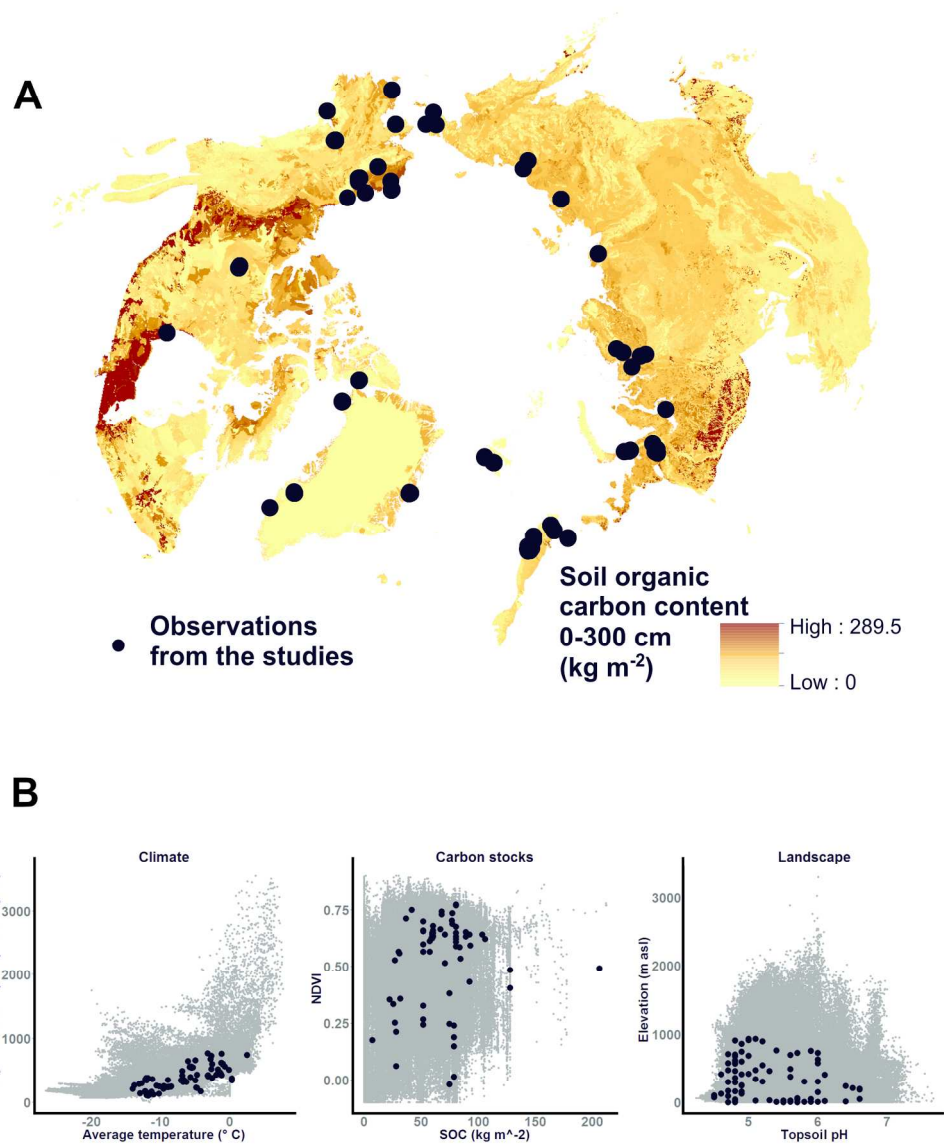 A
Observations
from the studies
Soil organic
carbon content
0-300 cm
(kg m-2)
High : 289.5
Low : 0
B
Climate
3000
2000
1000
0
-20
-10
0
Average temperature (° C)
Carbon stocks
NDVI
0.75
0.50
0.25
0.00
0
50
100
150
200
SOC (kg m^-2)
Landscape
Elevation (m asl)
3000
2000
1000
0
5
6
7
Topsoil pH